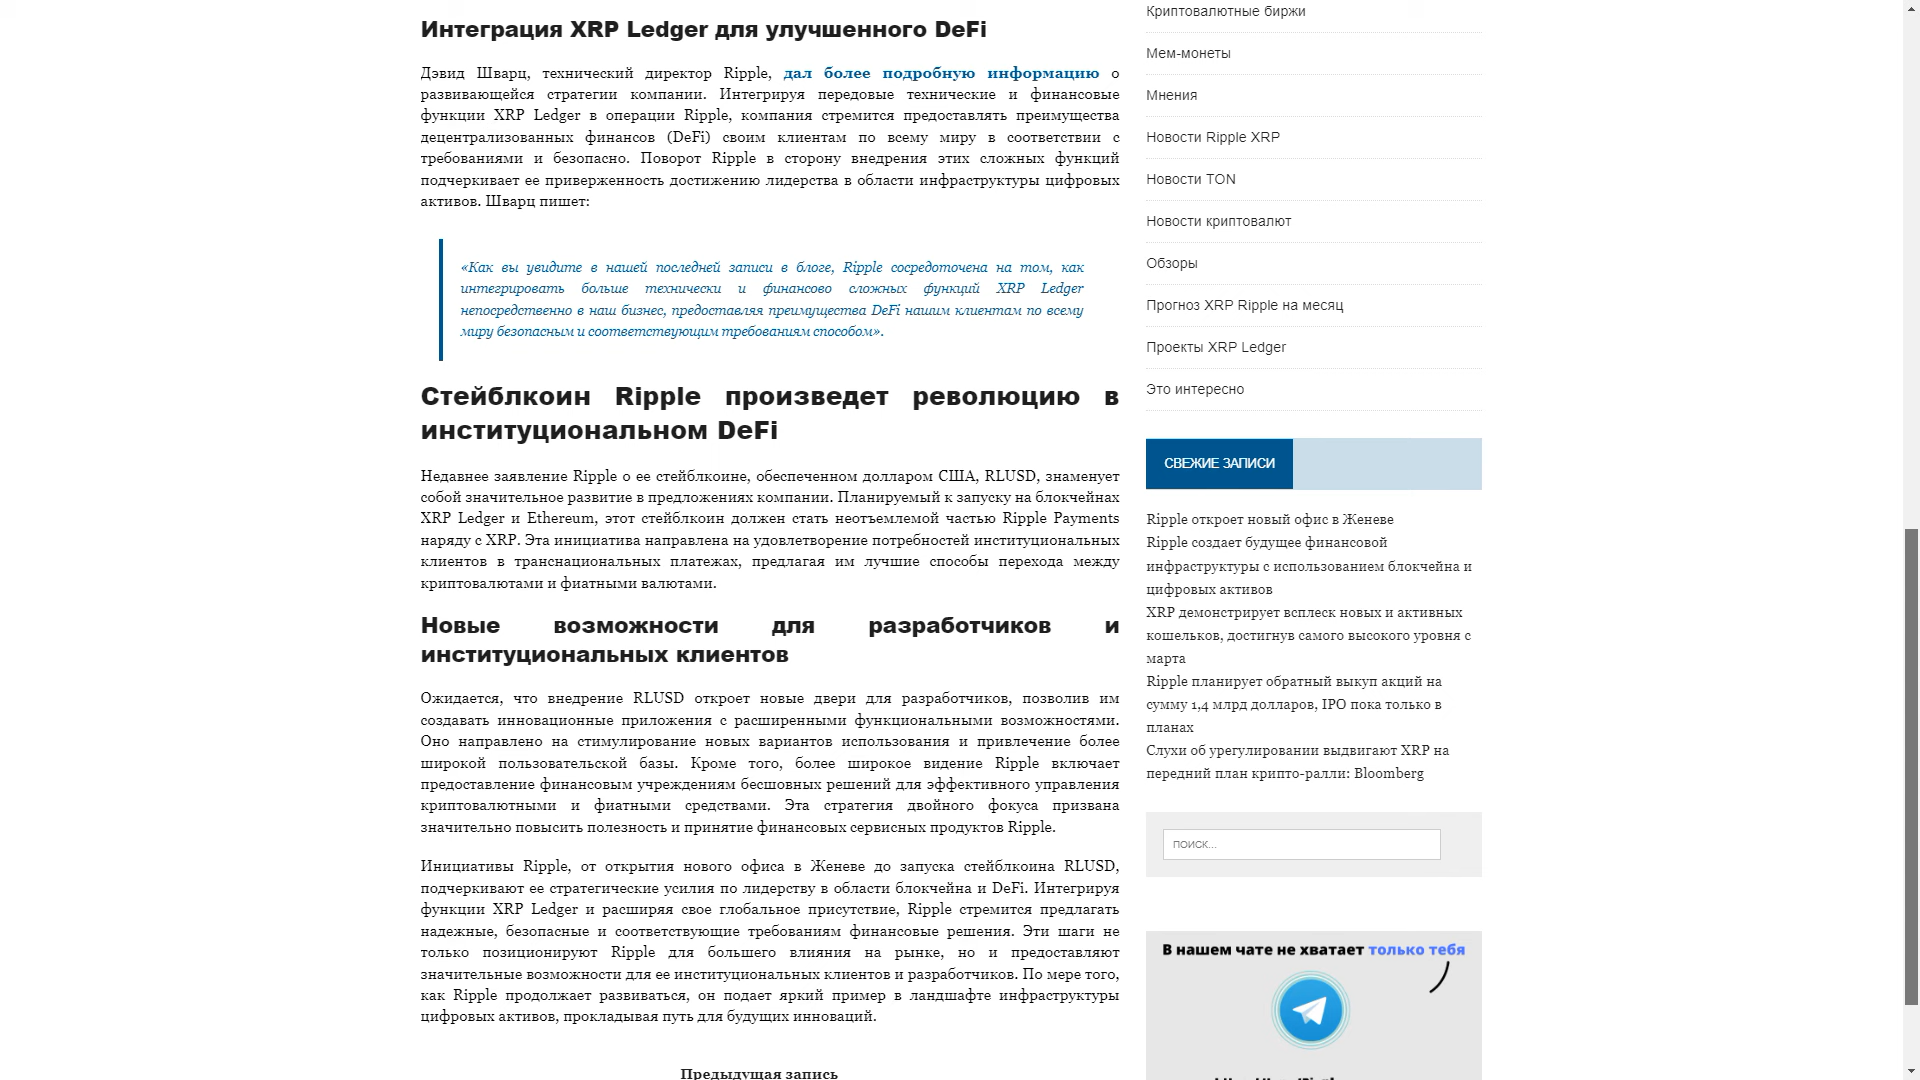 Интеграция XRP Ledger для улучшенного DeFi
Дэвид Шварц, технический директор Ripple, дал более подробную информацию о
развивающейся стратегии компании. Интегрируя передовые технические и финансовые
функции XRP Ledger в операции Ripple, компания стремится предоставлять преимущества
децентрализованных финансов (DeFi) своим клиентам по всему миру в соответствии с
требованиями и безопасно. Поворот Ripple в сторону внедрения этих сложных функций
подчеркивает ее приверженность достижению лидерства в области инфраструктуры цифровых
активов. Шварц пишет:
«Как вы увидите в нашей последней записи в блоге, Ripple сосредоточена на том, как
интегрировать больше технически и финансово сложных функций XRP Ledger
непосредственно в наш бизнес, предоставляя преимущества DeFi нашим клиентам по всему
миру безопасным и соответствующим требованиям способом».
Стейблкоин Ripple произведет революцию в
институциональном DeFi
Недавнее заявление Ripple о ее стейблкоине, обеспеченном долларом США, RLUSD, знаменует
собой значительное развитие в предложениях компании. Планируемый к запуску на блокчейнах
XRP Ledger и Ethereum, этот стейблкоин должен стать неотъемлемой частью Ripple Payments
наряду с XRP. Эта инициатива направлена на удовлетворение потребностей институциональных
клиентов в транснациональных платежах, предлагая им лучшие способы перехода между
криптовалютами и фиатными валютами.
Новые возможности для разработчиков и
институциональных клиентов
Ожидается, что внедрение RLUSD откроет новые двери для разработчиков, позволив им
создавать инновационные приложения с расширенными функциональными возможностями.
Оно направлено на стимулирование новых вариантов использования и привлечение более
широкой пользовательской базы. Кроме того, более широкое видение Ripple включает
предоставление финансовым учреждениям бесшовных решений для эффективного управления
криптовалютными и фиатными средствами. Эта стратегия двойного фокуса призвана
значительно повысить полезность и принятие финансовых сервисных продуктов Ripple.
Инициативы Ripple, от открытия нового офиса в Женеве до запуска стейблкоина RLUSD,
подчеркивают ее стратегические усилия по лидерству в области блокчейна и DeFi. Интегрируя
функции XRP Ledger и расширяя свое глобальное присутствие, Ripple стремится предлагать
надежные, безопасные и соответствующие требованиям финансовые решения. Эти шаги не
только позиционируют Ripple для большего влияния на рынке, но и предоставляют
значительные возможности для ее институциональных клиентов и разработчиков. По мере того,
как Ripple продолжает развиваться, он подает яркий пример в ландшафте инфраструктуры
цифровых активов, прокладывая путь для будущих инноваций.
Предыдущая запись
Криптовалютные биржи
Мем-монеты
Мнения
Новости Ripple XRP
Новости TON
Новости криптовалют
Обзоры
Прогноз XRP Ripple на месяц
Проекты XRP Ledger
Это интересно
СВЕЖИЕ ЗАПИСИ
Ripple откроет новый офис в Женеве
Ripple создает будущее финансовой
инфраструктуры с использованием блокчейна и
цифровых активов
XRP демонстрирует всплеск новых и активных
кошельков, достигнув самого высокого уровня с
марта
Ripple планирует обратный выкуп акций на
сумму 1,4 млрд долларов, IPO пока только в
планах
Слухи об урегулировании выдвигают XRP на
передний план крипто-ралли: Bloomberg
поиск...
В нашем чате не хватает только тебя